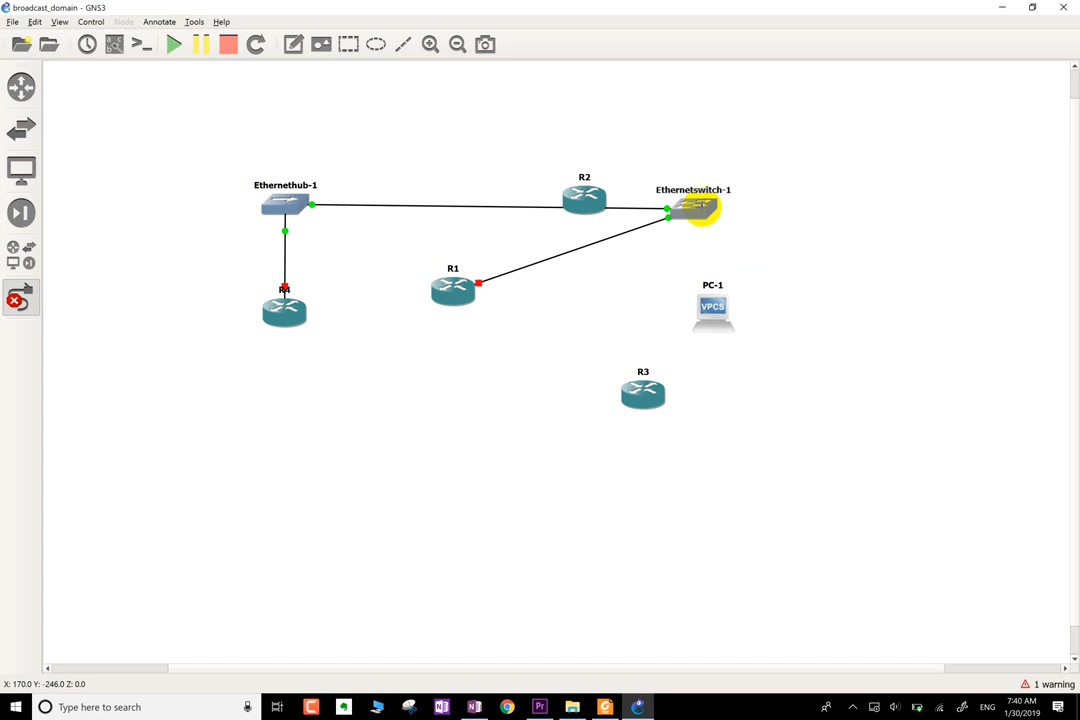 broadcast_domain - GNS3
File Edit View Control Node Annotate Tools Help
Ethernethub-1
R2
Ethernetswitch-1
R1
R4
PC-1
VPCS
R3
X: 170.0 Y: -246.0 Z: 0.0
1 warning
Type here to search
Pr
ENG
7:40 AM
1/30/2019